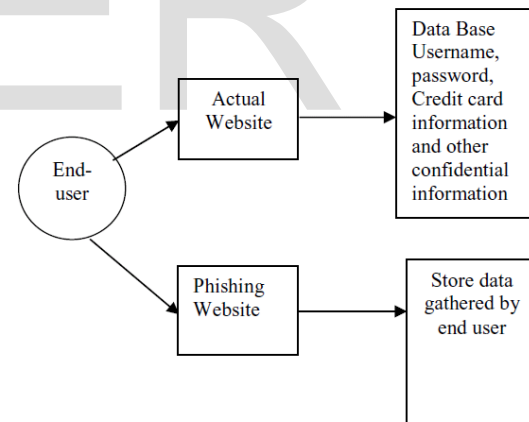 ER
Data Base
Username,
password,
Credit card
information
and other
confidential
information
Actual
Website
End-
user
Phishing
Website
Store data
gathered by
end user